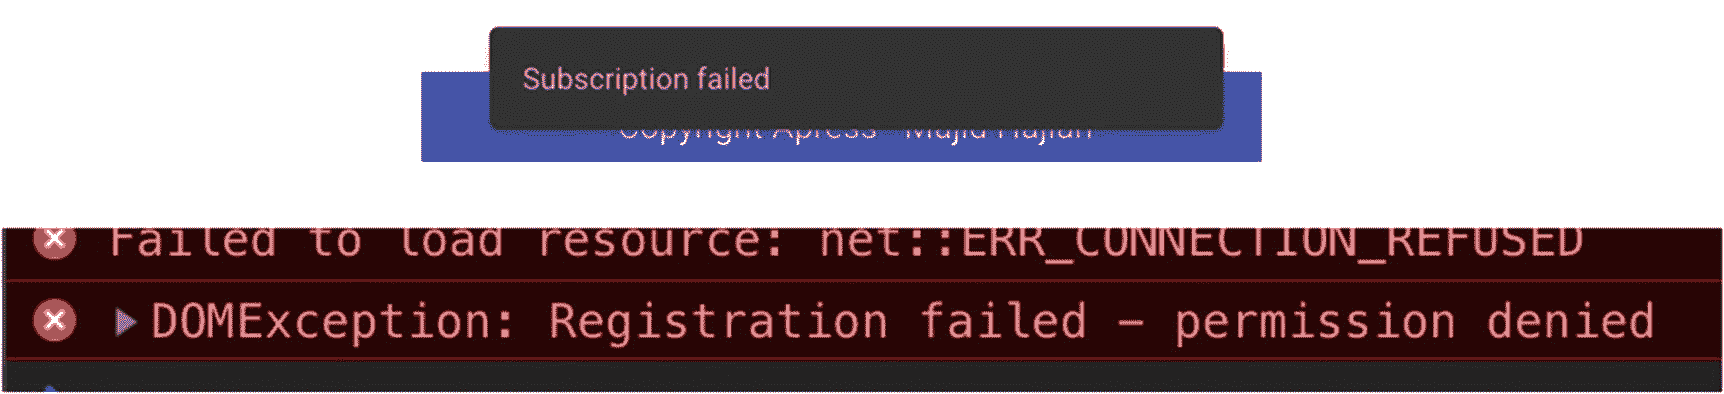 Subscription failed
Copyright Apress - Majid Hajian
Failed to load resource: net::ERR_CONNECTION_REFUSED
DOMException: Registration failed – permission denied